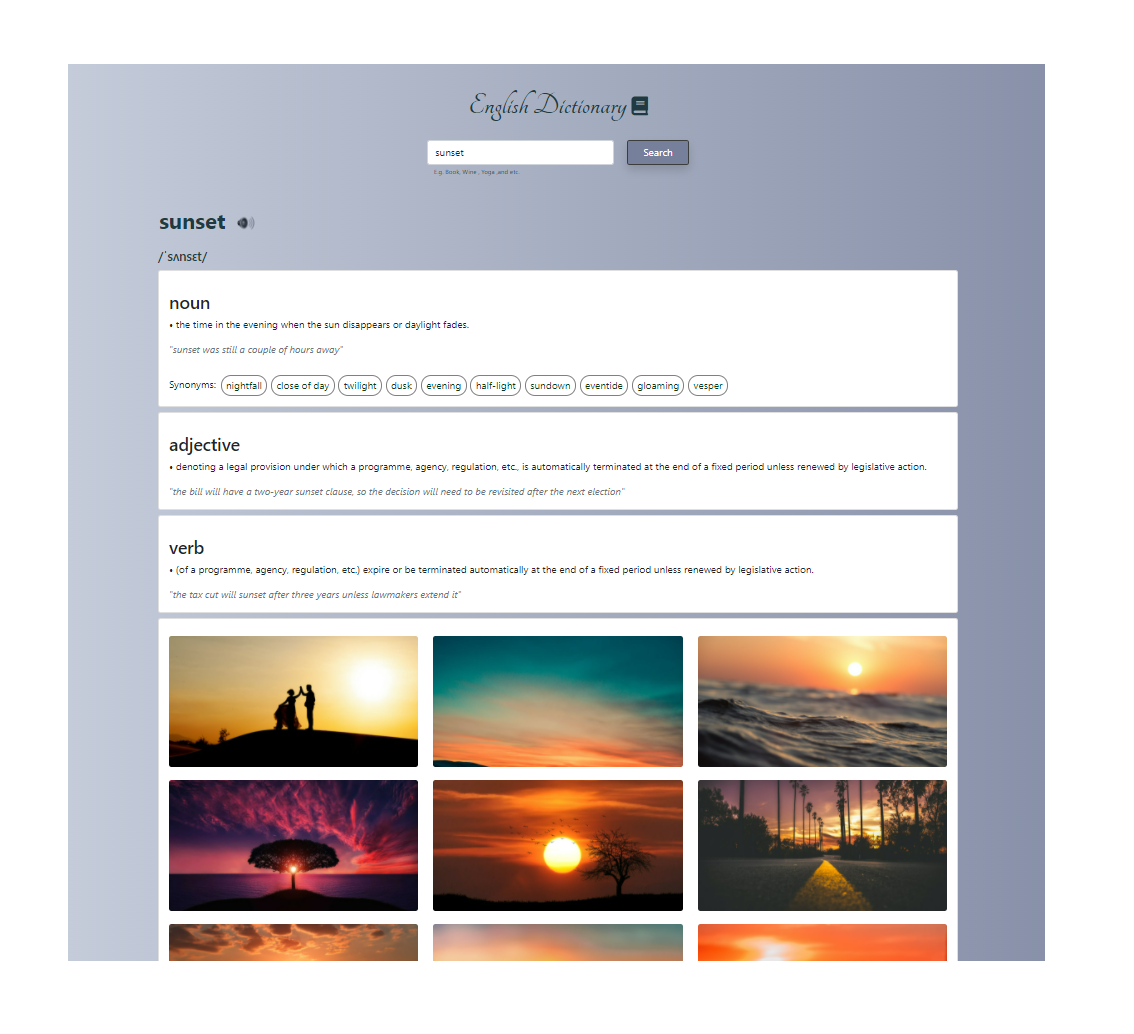 English Dictionary
sunset
Search
E.g. Book, Wine , Yoga ,and etc.
sunset
/ˈsʌnsɛt/
noun
• the time in the evening when the sun disappears or daylight fades.
"sunset was still a couple of hours away"
Synonyms: nightfall close of day twilight dusk evening half-light sundown eventide gloaming vesper
adjective
• denoting a legal provision under which a programme, agency, regulation, etc., is automatically terminated at the end of a fixed period unless renewed by legislative action.
"the bill will have a two-year sunset clause, so the decision will need to be revisited after the next election"
verb
• (of a programme, agency, regulation, etc.) expire or be terminated automatically at the end of a fixed period unless renewed by legislative action.
"the tax cut will sunset after three years unless lawmakers extend it"